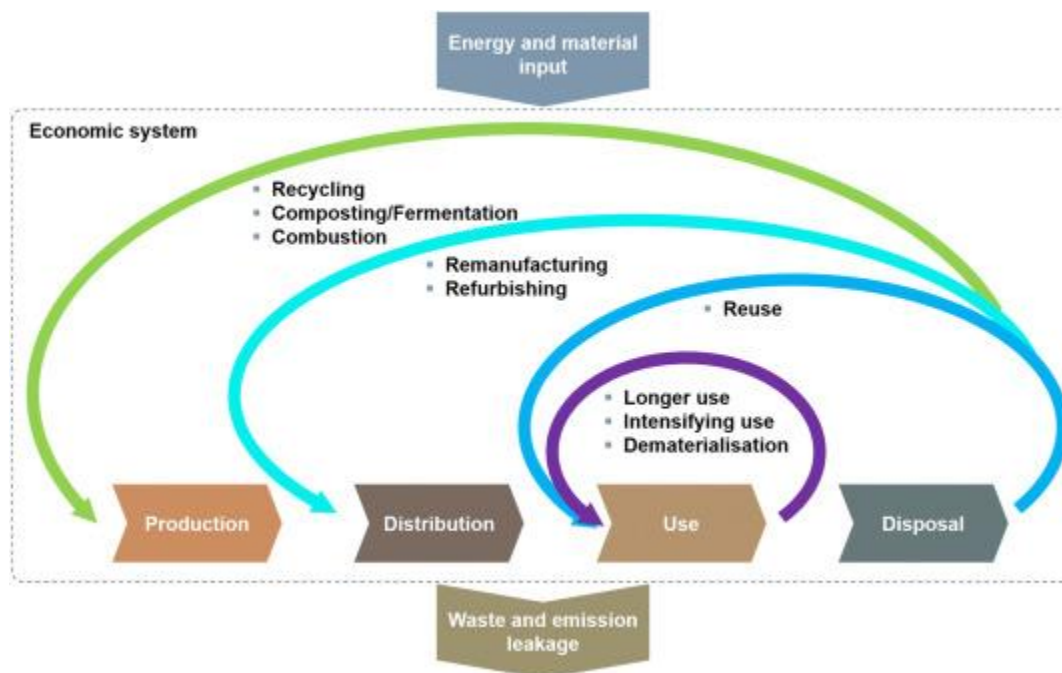 Energy and material
input
Economic system
▪ Recycling
▪ Composting/Fermentation
▪ Combustion
▪ Remanufacturing
▪ Refurbishing
▪ Reuse
▪ Longer use
▪ Intensifying use
▪ Dematerialisation
Production
Distribution
Use
Disposal
Waste and emission
leakage